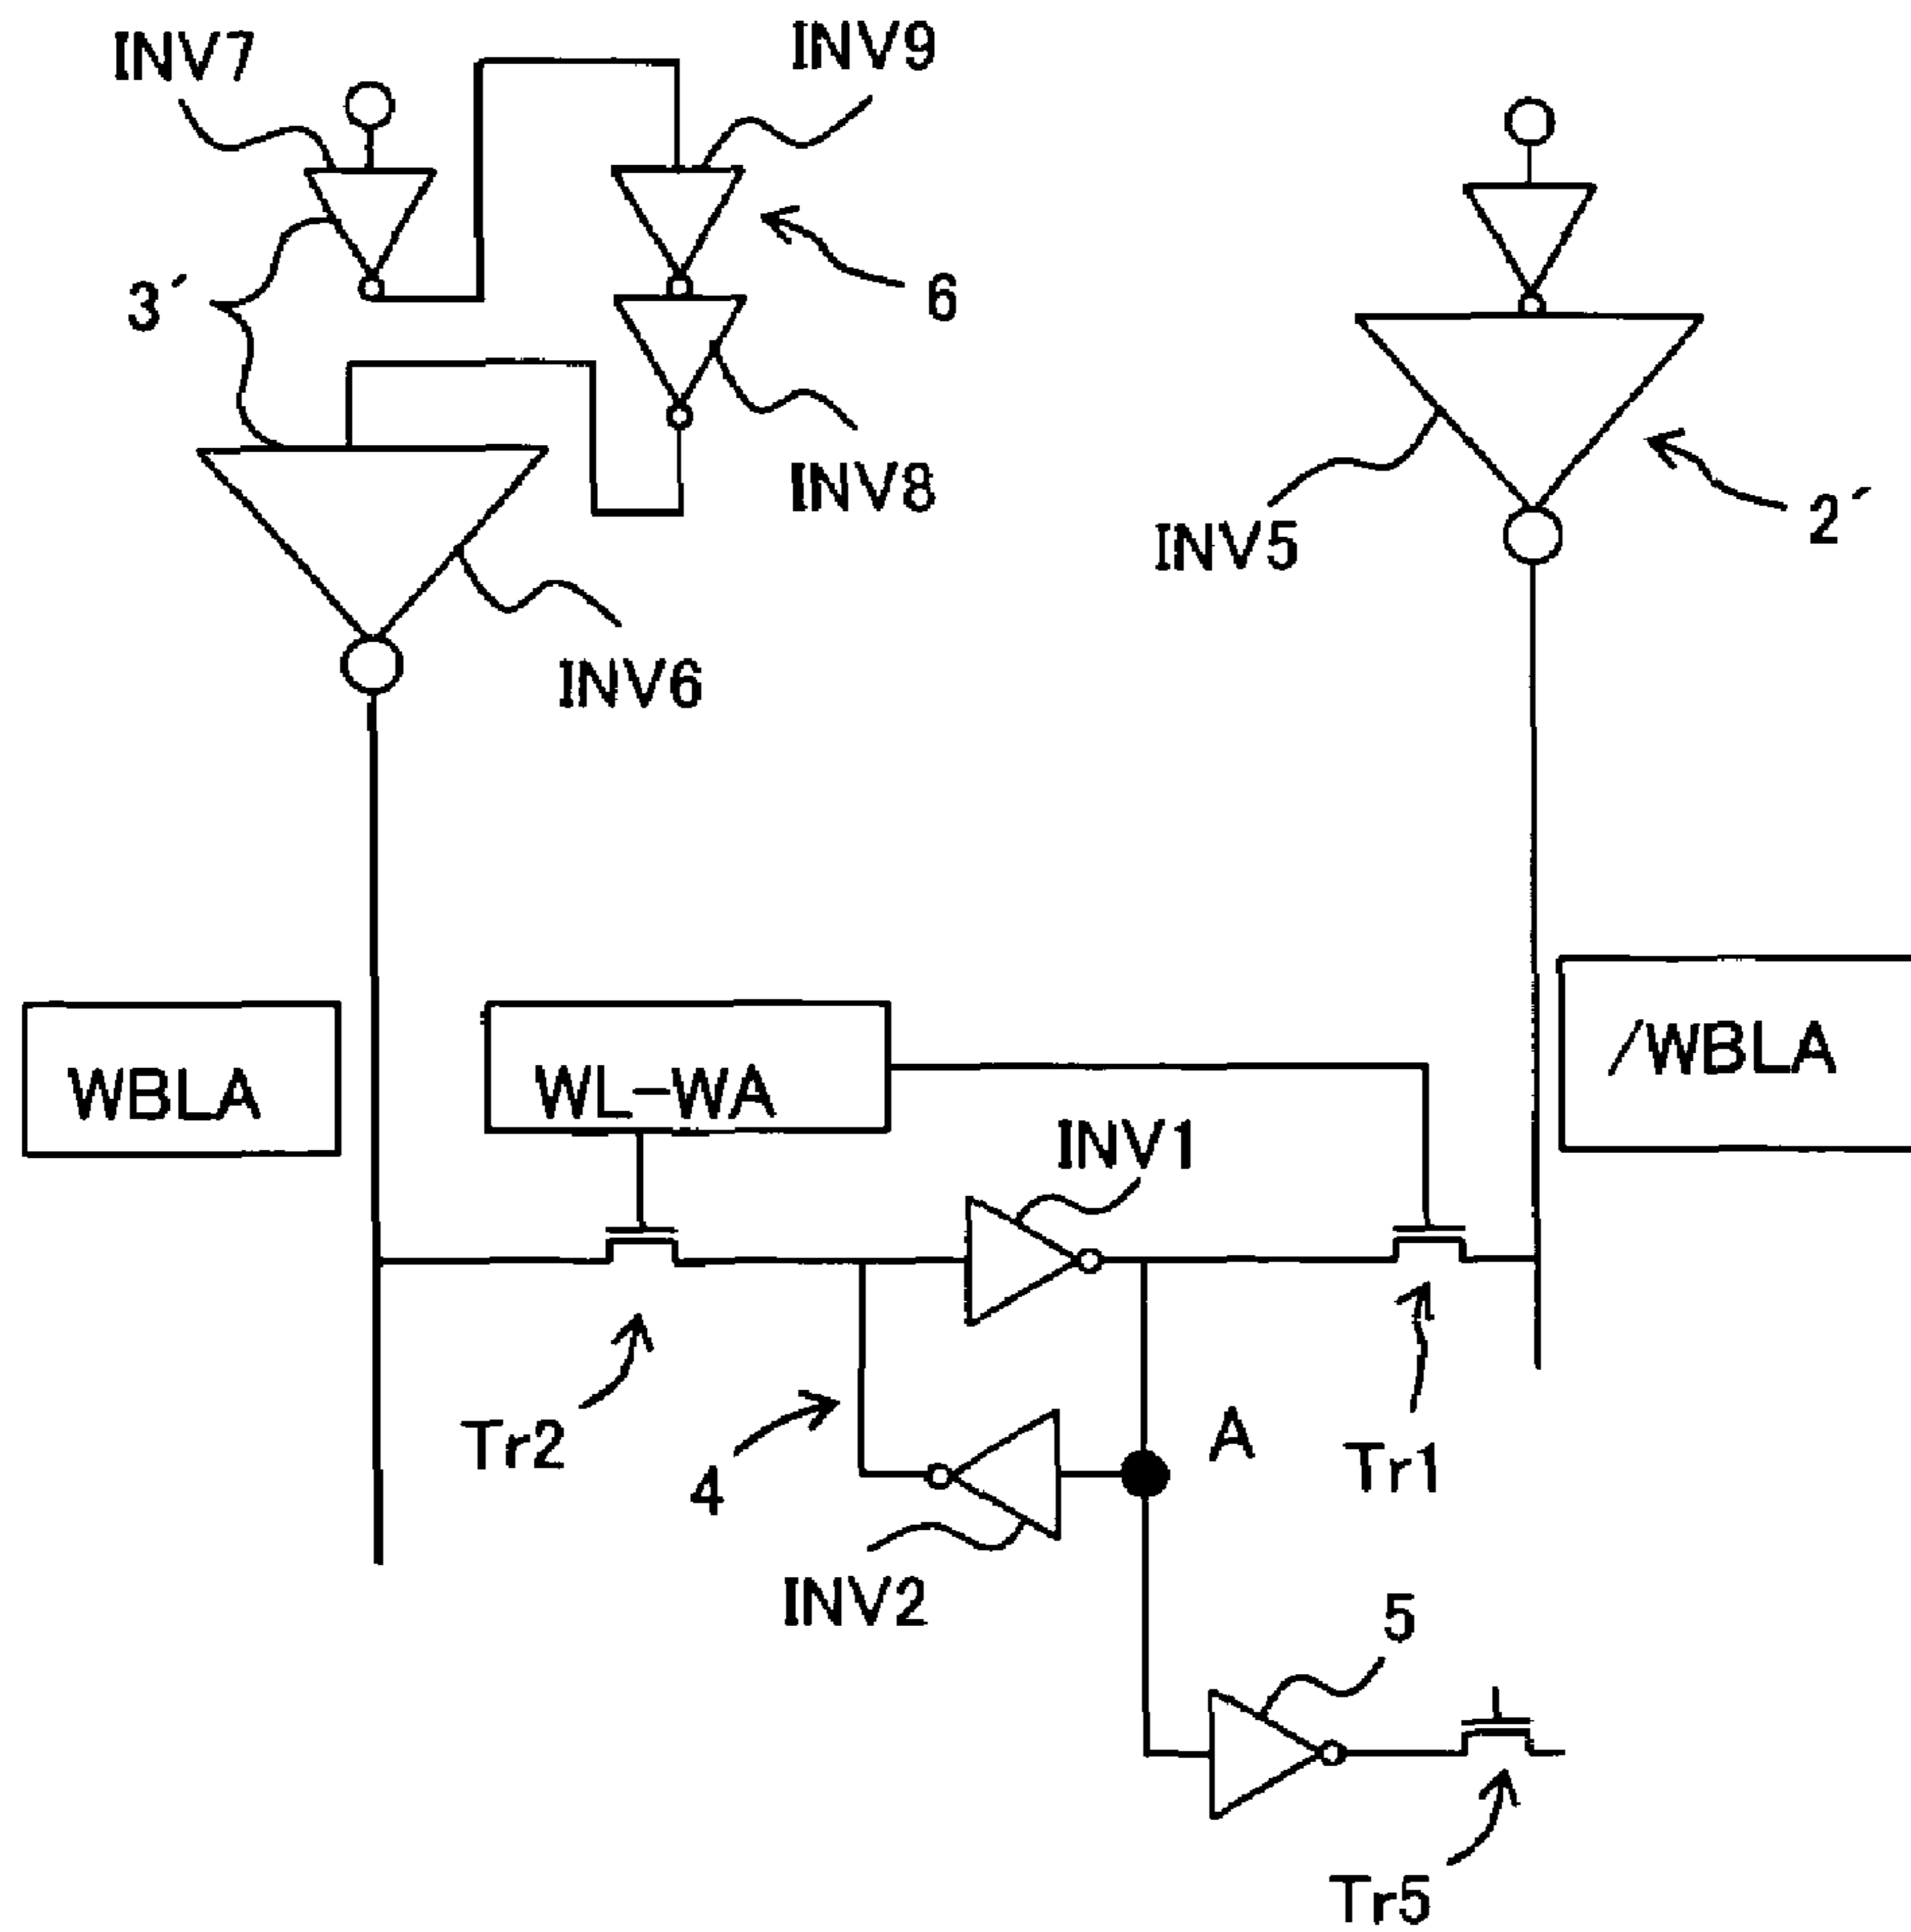 INV7
INV9
3´
6
INV8
INV5
2´
INV6
WBLA
WL-WA
/WBLA
INV1
Tr2
4
A
Tr1
INV2
5
Tr5